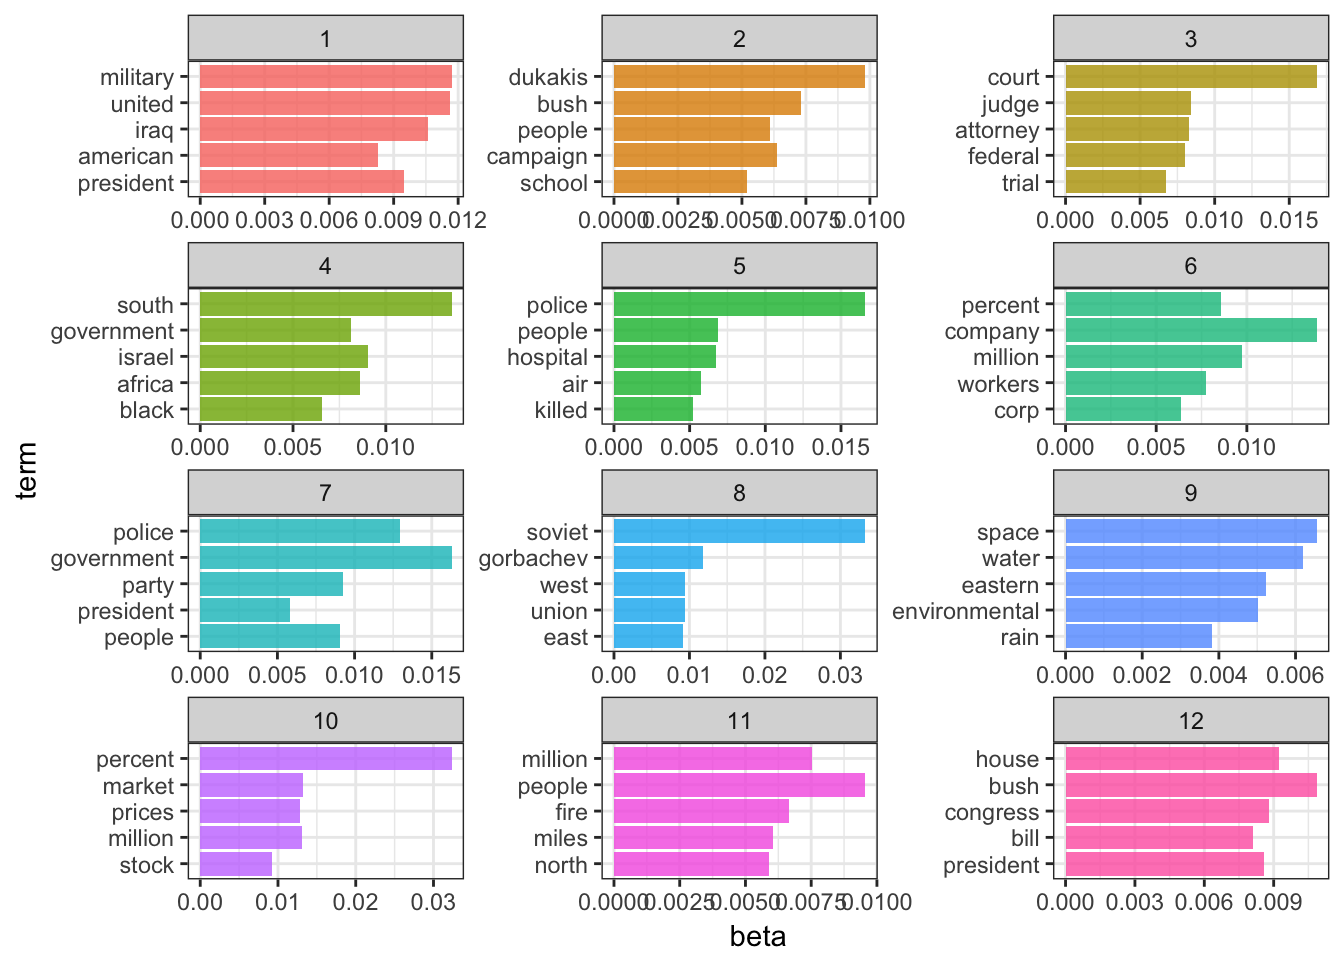 1
military
united
iraq
american
president
0.000 0.003 0.006 0.009 0.012
2
dukakis
bush
people
campaign
school
0.0000 0.0025 0.0050 0.0075 0.0100
3
court
judge
attorney
federal
trial
0.000 0.005 0.010 0.015
4
south
government
israel
africa
black
0.000 0.005 0.010
5
police
people
hospital
air
killed
0.000 0.005 0.010 0.015
6
percent
company
million
workers
corp
0.000 0.005 0.010
7
police
government
party
president
people
0.000 0.005 0.010 0.015
8
soviet
gorbachev
west
union
east
0.00 0.01 0.02 0.03
9
space
water
eastern
environmental
rain
0.000 0.002 0.004 0.006
10
percent
market
prices
million
stock
0.00 0.01 0.02 0.03
11
million
people
fire
miles
north
0.0000 0.0025 0.0050 0.0075 0.0100
12
house
bush
congress
bill
president
0.000 0.003 0.006 0.009
term
beta